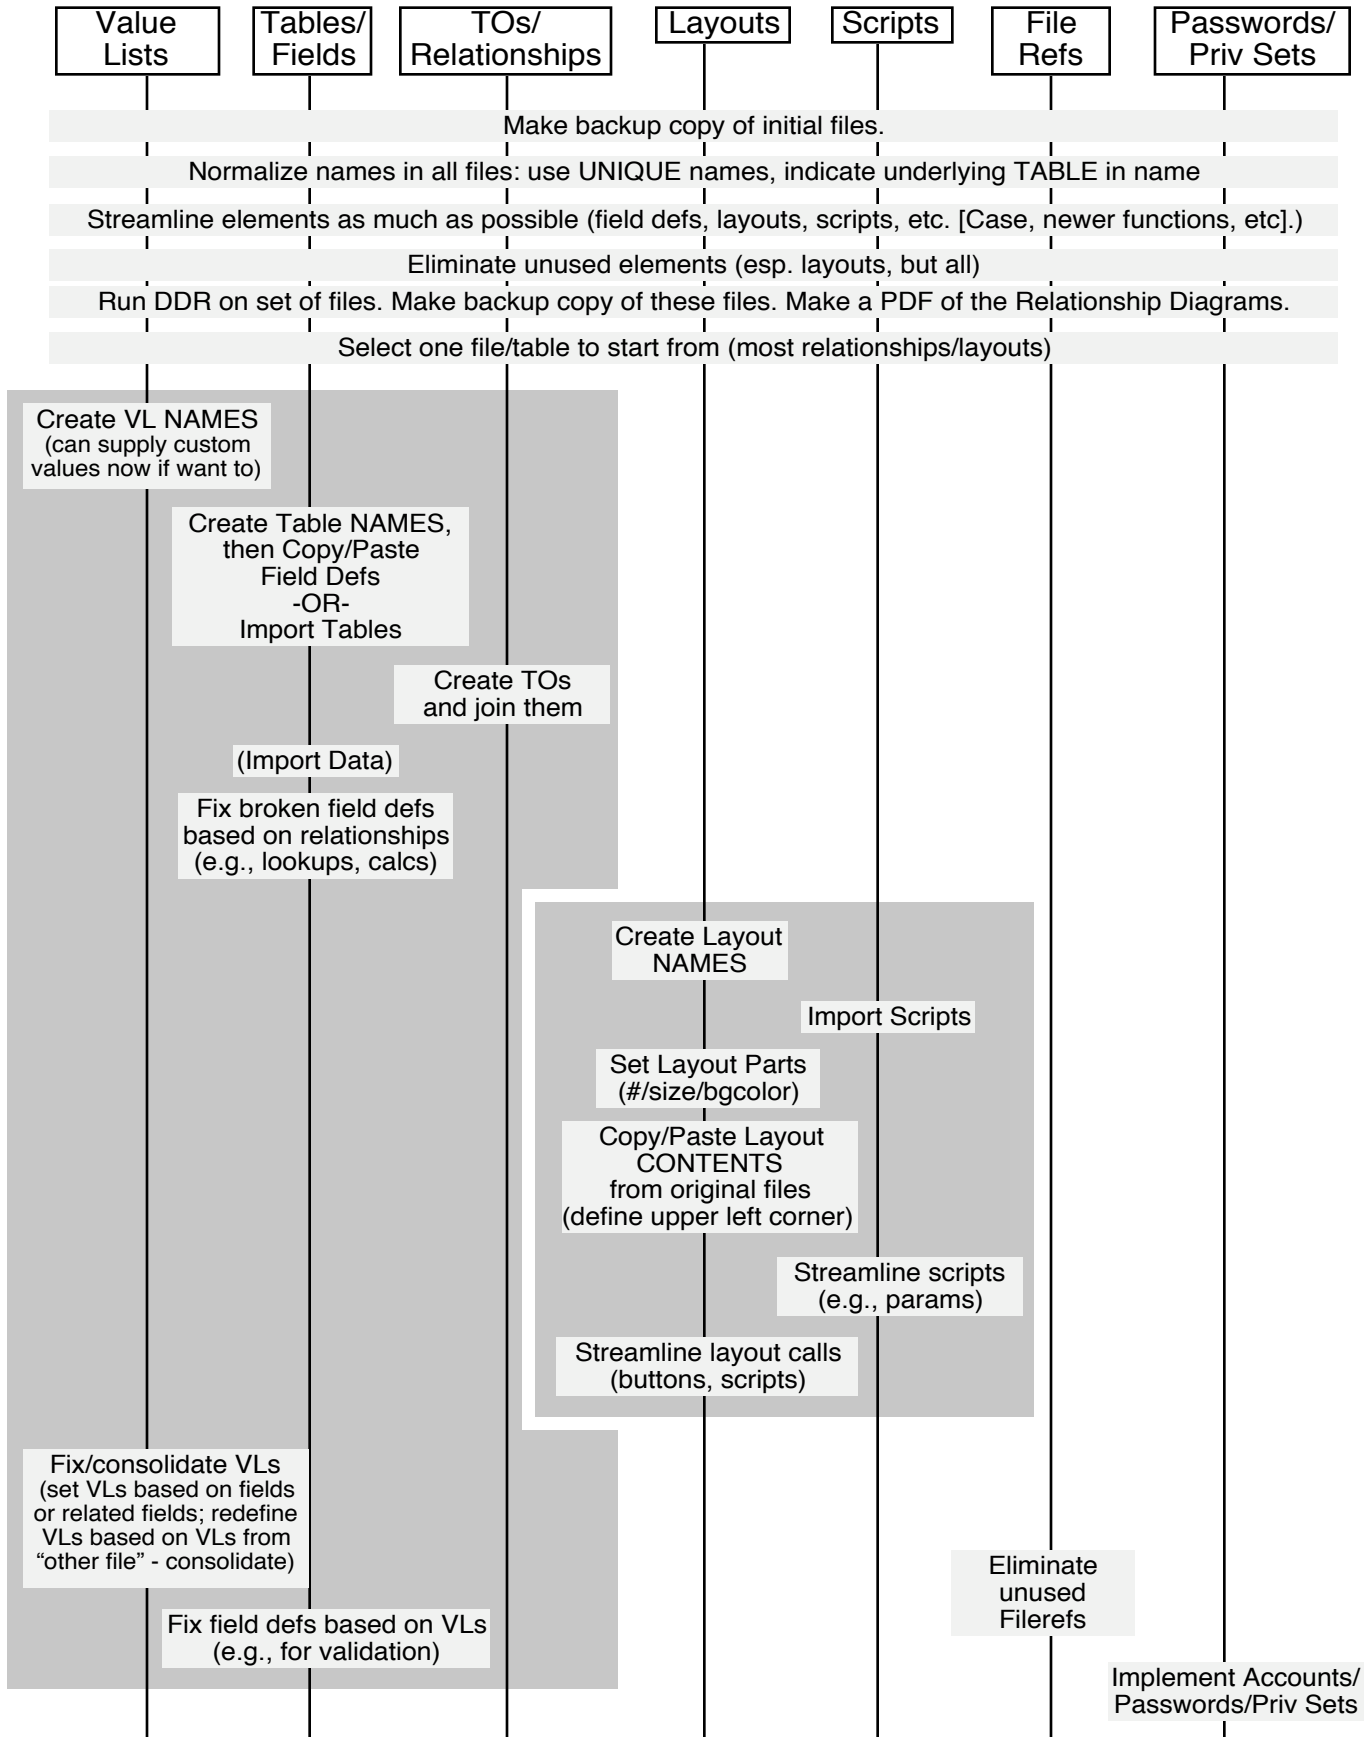 Value
Lists
Tables/
Fields
TOs/
Relationships
Layouts
Scripts
File
Refs
Passwords/
Priv Sets
Make backup copy of initial files.
Normalize names in all files: use UNIQUE names, indicate underlying TABLE in name
Streamline elements as much as possible (field defs, layouts, scripts, etc. [Case, newer functions, etc].)
Eliminate unused elements (esp. layouts, but all)
Run DDR on set of files. Make backup copy of these files. Make a PDF of the Relationship Diagrams.
Select one file/table to start from (most relationships/layouts)
Create VL NAMES
(can supply custom
values now if want to)
Create Table NAMES,
then Copy/Paste
Field Defs
-OR-
Import Tables
Create TOs
and join them
(Import Data)
Fix broken field defs
based on relationships
(e.g., lookups, calcs)
Create Layout
NAMES
Import Scripts
Set Layout Parts
(#/size/bgcolor)
Copy/Paste Layout
CONTENTS
from original files
(define upper left corner)
Streamline scripts
(e.g., params)
Streamline layout calls
(buttons, scripts)
Fix/consolidate VLs
(set VLs based on fields
or related fields; redefine
VLs based on VLs from
“other file” - consolidate)
Eliminate
unused
Filerefs
Fix field defs based on VLs
(e.g., for validation)
Implement Accounts/
Passwords/Priv Sets